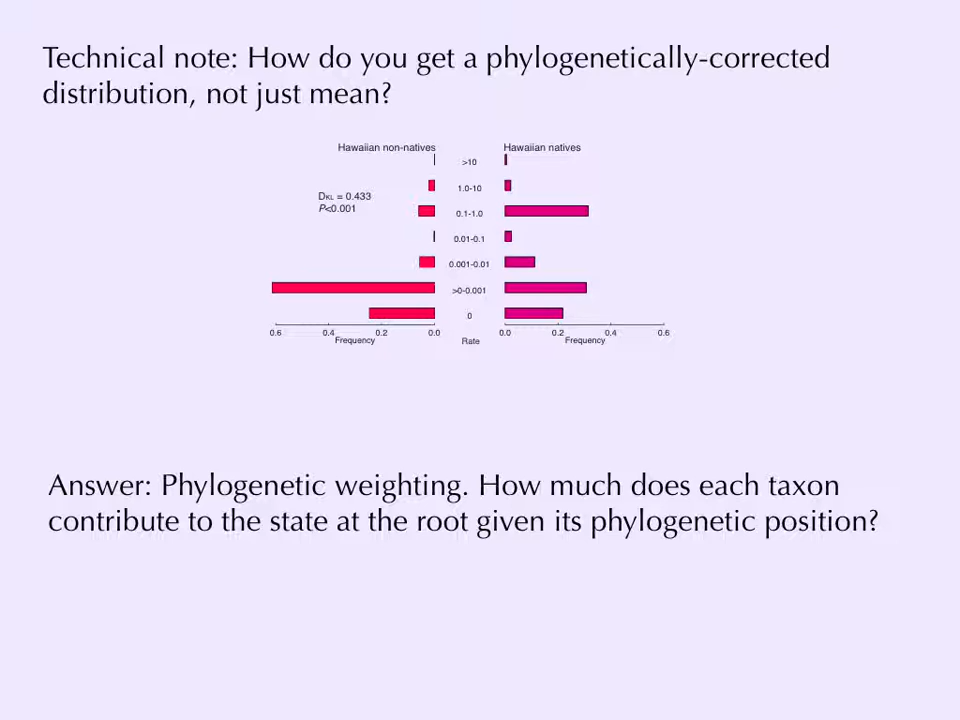 Technical note: How do you get a phylogenetically-corrected
distribution, not just mean?
Hawaiian non-natives
Hawaiian natives
>10
1.0-10
DKL = 0.433
P<0.001
0.1-1.0
0.01-0.1
0.001-0.01
>0-0.001
0
0.6 0.4 0.2 0.0
0.0 0.2 0.4 0.6
Frequency
Rate
Frequency
Answer: Phylogenetic weighting. How much does each taxon
contribute to the state at the root given its phylogenetic position?